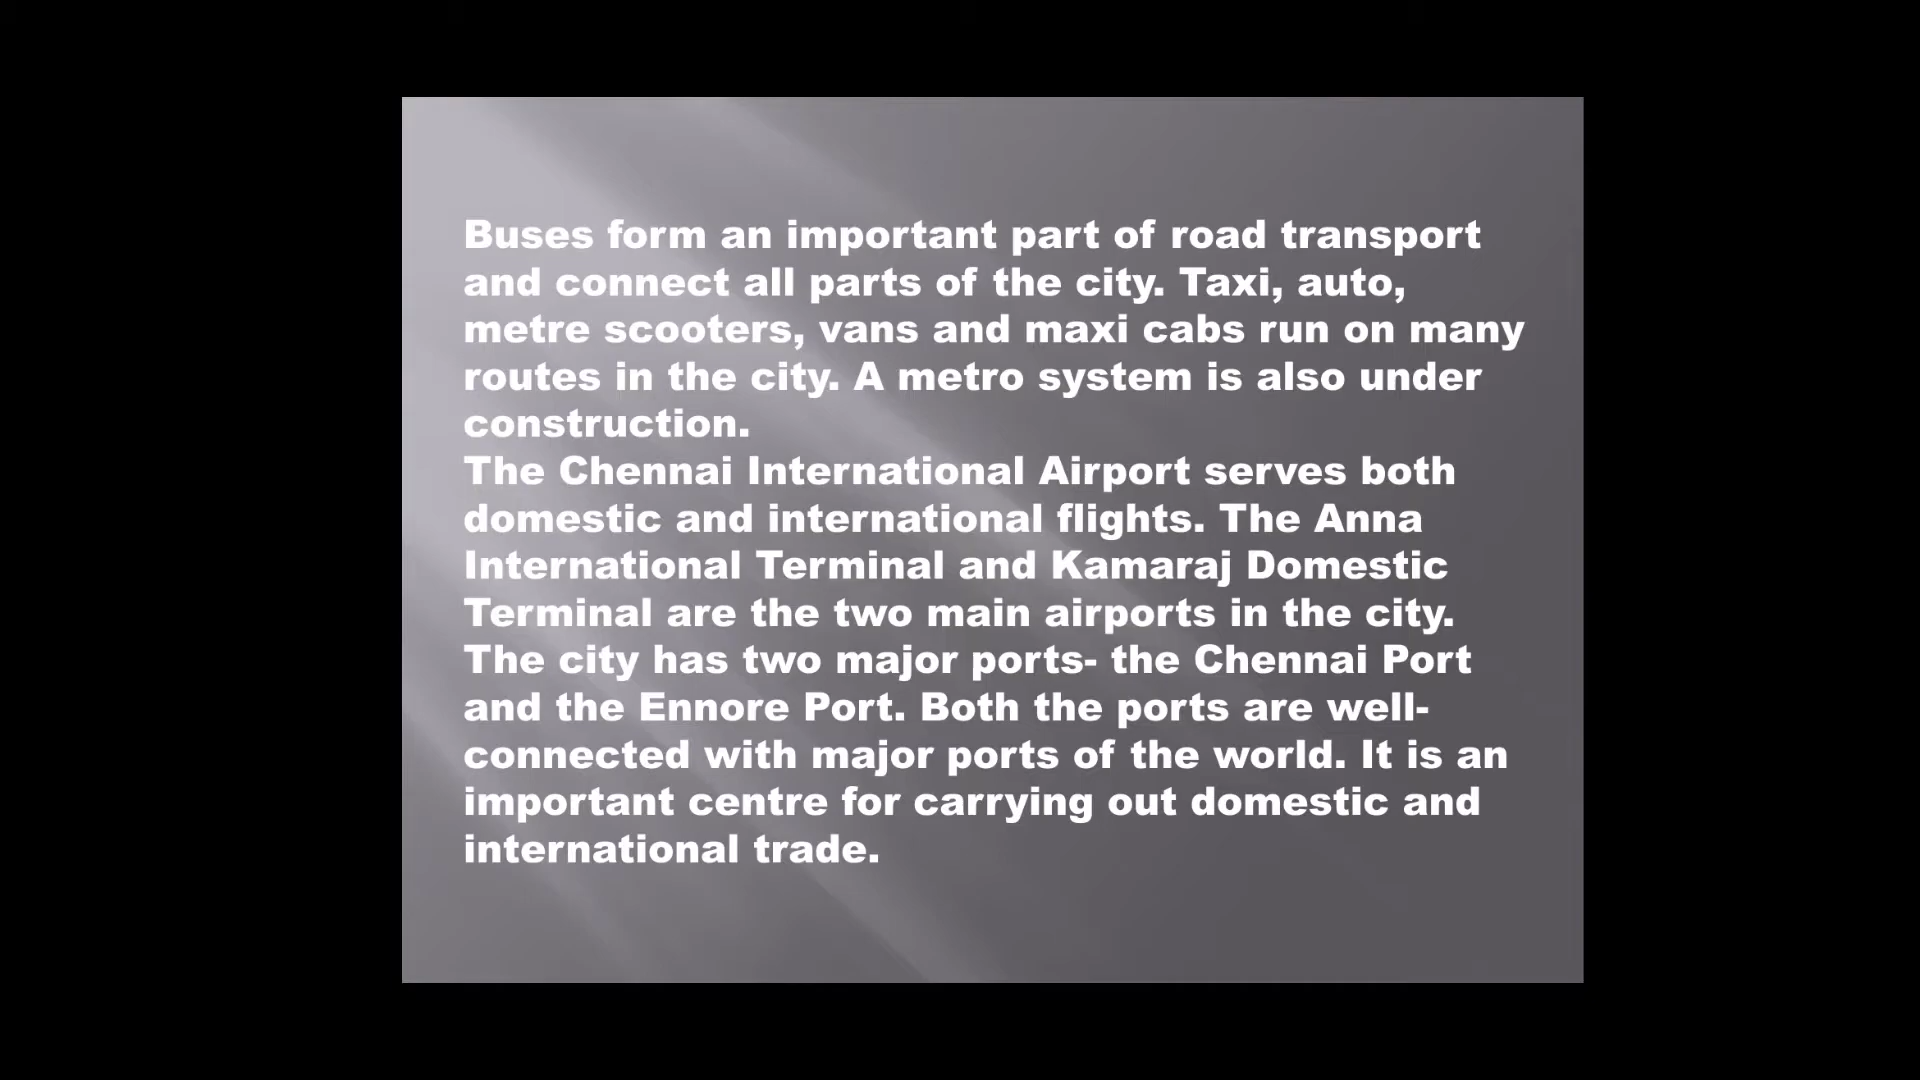 Buses form an important part of road transport
and connect all parts of the city. Taxi, auto,
metre scooters, vans and maxi cabs run on many
routes in the city. A metro system is also under
construction.
The Chennai International Airport serves both
domestic and international flights. The Anna
International Terminal and Kamaraj Domestic
Terminal are the two main airports in the city.
The city has two major ports- the Chennai Port
and the Ennore Port. Both the ports are well-
connected with major ports of the world. It is an
important centre for carrying out domestic and
international trade.